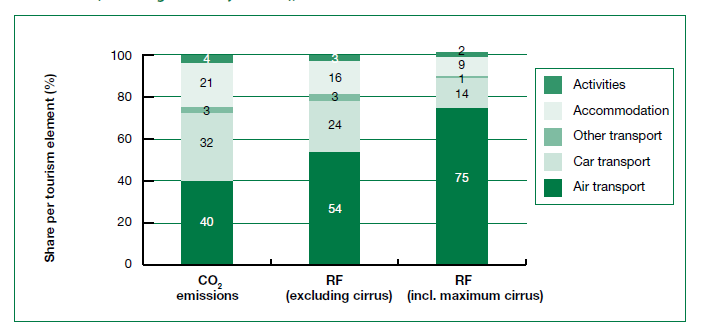 Share per tourism element (%)
100
80
60
40
20
0
4
21
3
32
40
3
16
3
24
54
2
9
1
14
75
CO2
emissions
RF
(excluding cirrus)
RF
(incl. maximum cirrus)
Activities
Accommodation
Other transport
Car transport
Air transport